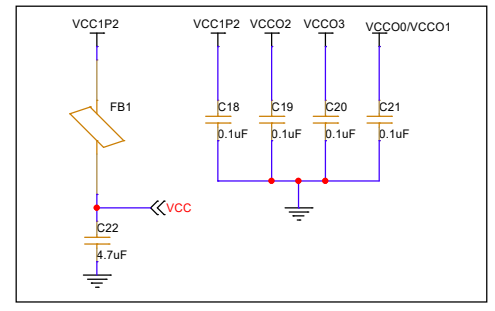 VCC1P2 VCC1P2 VCCO2 VCCO3 VCCO0/VCCO1
FB1 C18 C19 C20 C21
0.1uF 0.1uF 0.1uF 0.1uF
VCC
C22
4.7uF